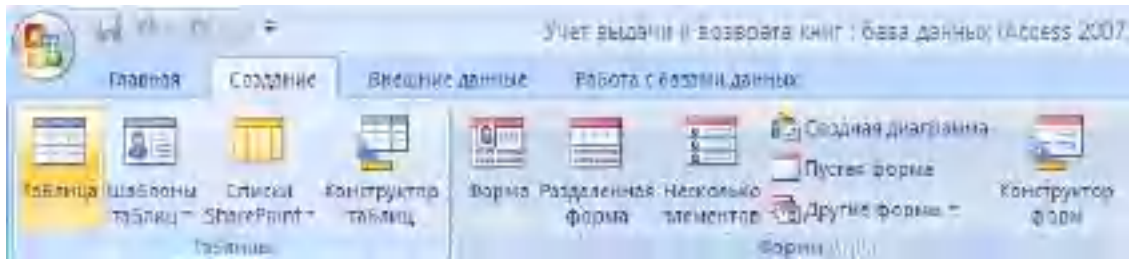 Учет выдачи и возврата книг : база данных (Access 2007
Главная Создание Внешние данные Работа с базами данных
Таблица Шаблоны таблиц Списки SharePoint Конструктор таблиц
Таблицы
Форма Разделенная форма Несколько элементов
Сводная диаграмма
Пустая форма
Другие формы
Конструктор форм
Формы